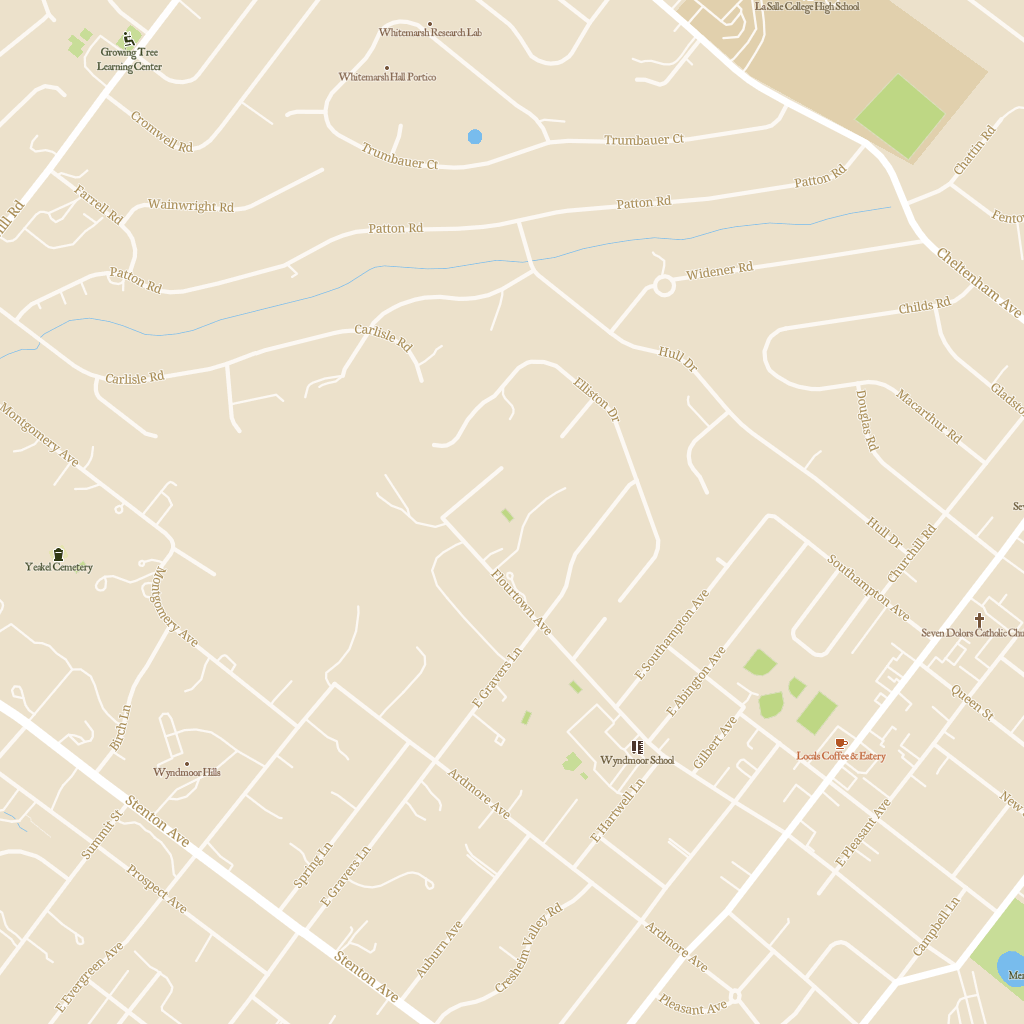 La Salle College High School
Whitemarsh Research Lab
Growing Tree
Learning Center
Whitemarsh Hall Portico
Cromwell Rd
Trumbauer Ct
Trumbauer Ct
Chattin Rd
Farrell Rd
Wainwright Rd
Patton Rd
Patton Rd
Patton Rd
Patton Rd
Widener Rd
Cheltenham Ave
Childs Rd
Carlisle Rd
Carlisle Rd
Hull Dr
Elliston Dr
Macarthur Rd
Douglas Rd
Montgomery Ave
Hull Dr
Churchill Rd
Yeakel Cemetery
Montgomery Ave
Flourtown Ave
Southampton Ave
E Southampton Ave
Seven Dolors Catholic Chu
E Gravers Ln
E Abington Ave
Queen St
Birch Ln
Gilbert Ave
Wyndmoor School
Locals Coffee & Eatery
Wyndmoor Hills
Ardmore Ave
Stenton Ave
Summit St
E Hartwell Ln
E Pleasant Ave
New
Spring Ln
E Gravers Ln
Prospect Ave
Campbell Ln
Auburn Ave
Cresheim Valley Rd
Ardmore Ave
E Evergreen Ave
Stenton Ave
Pleasant Ave